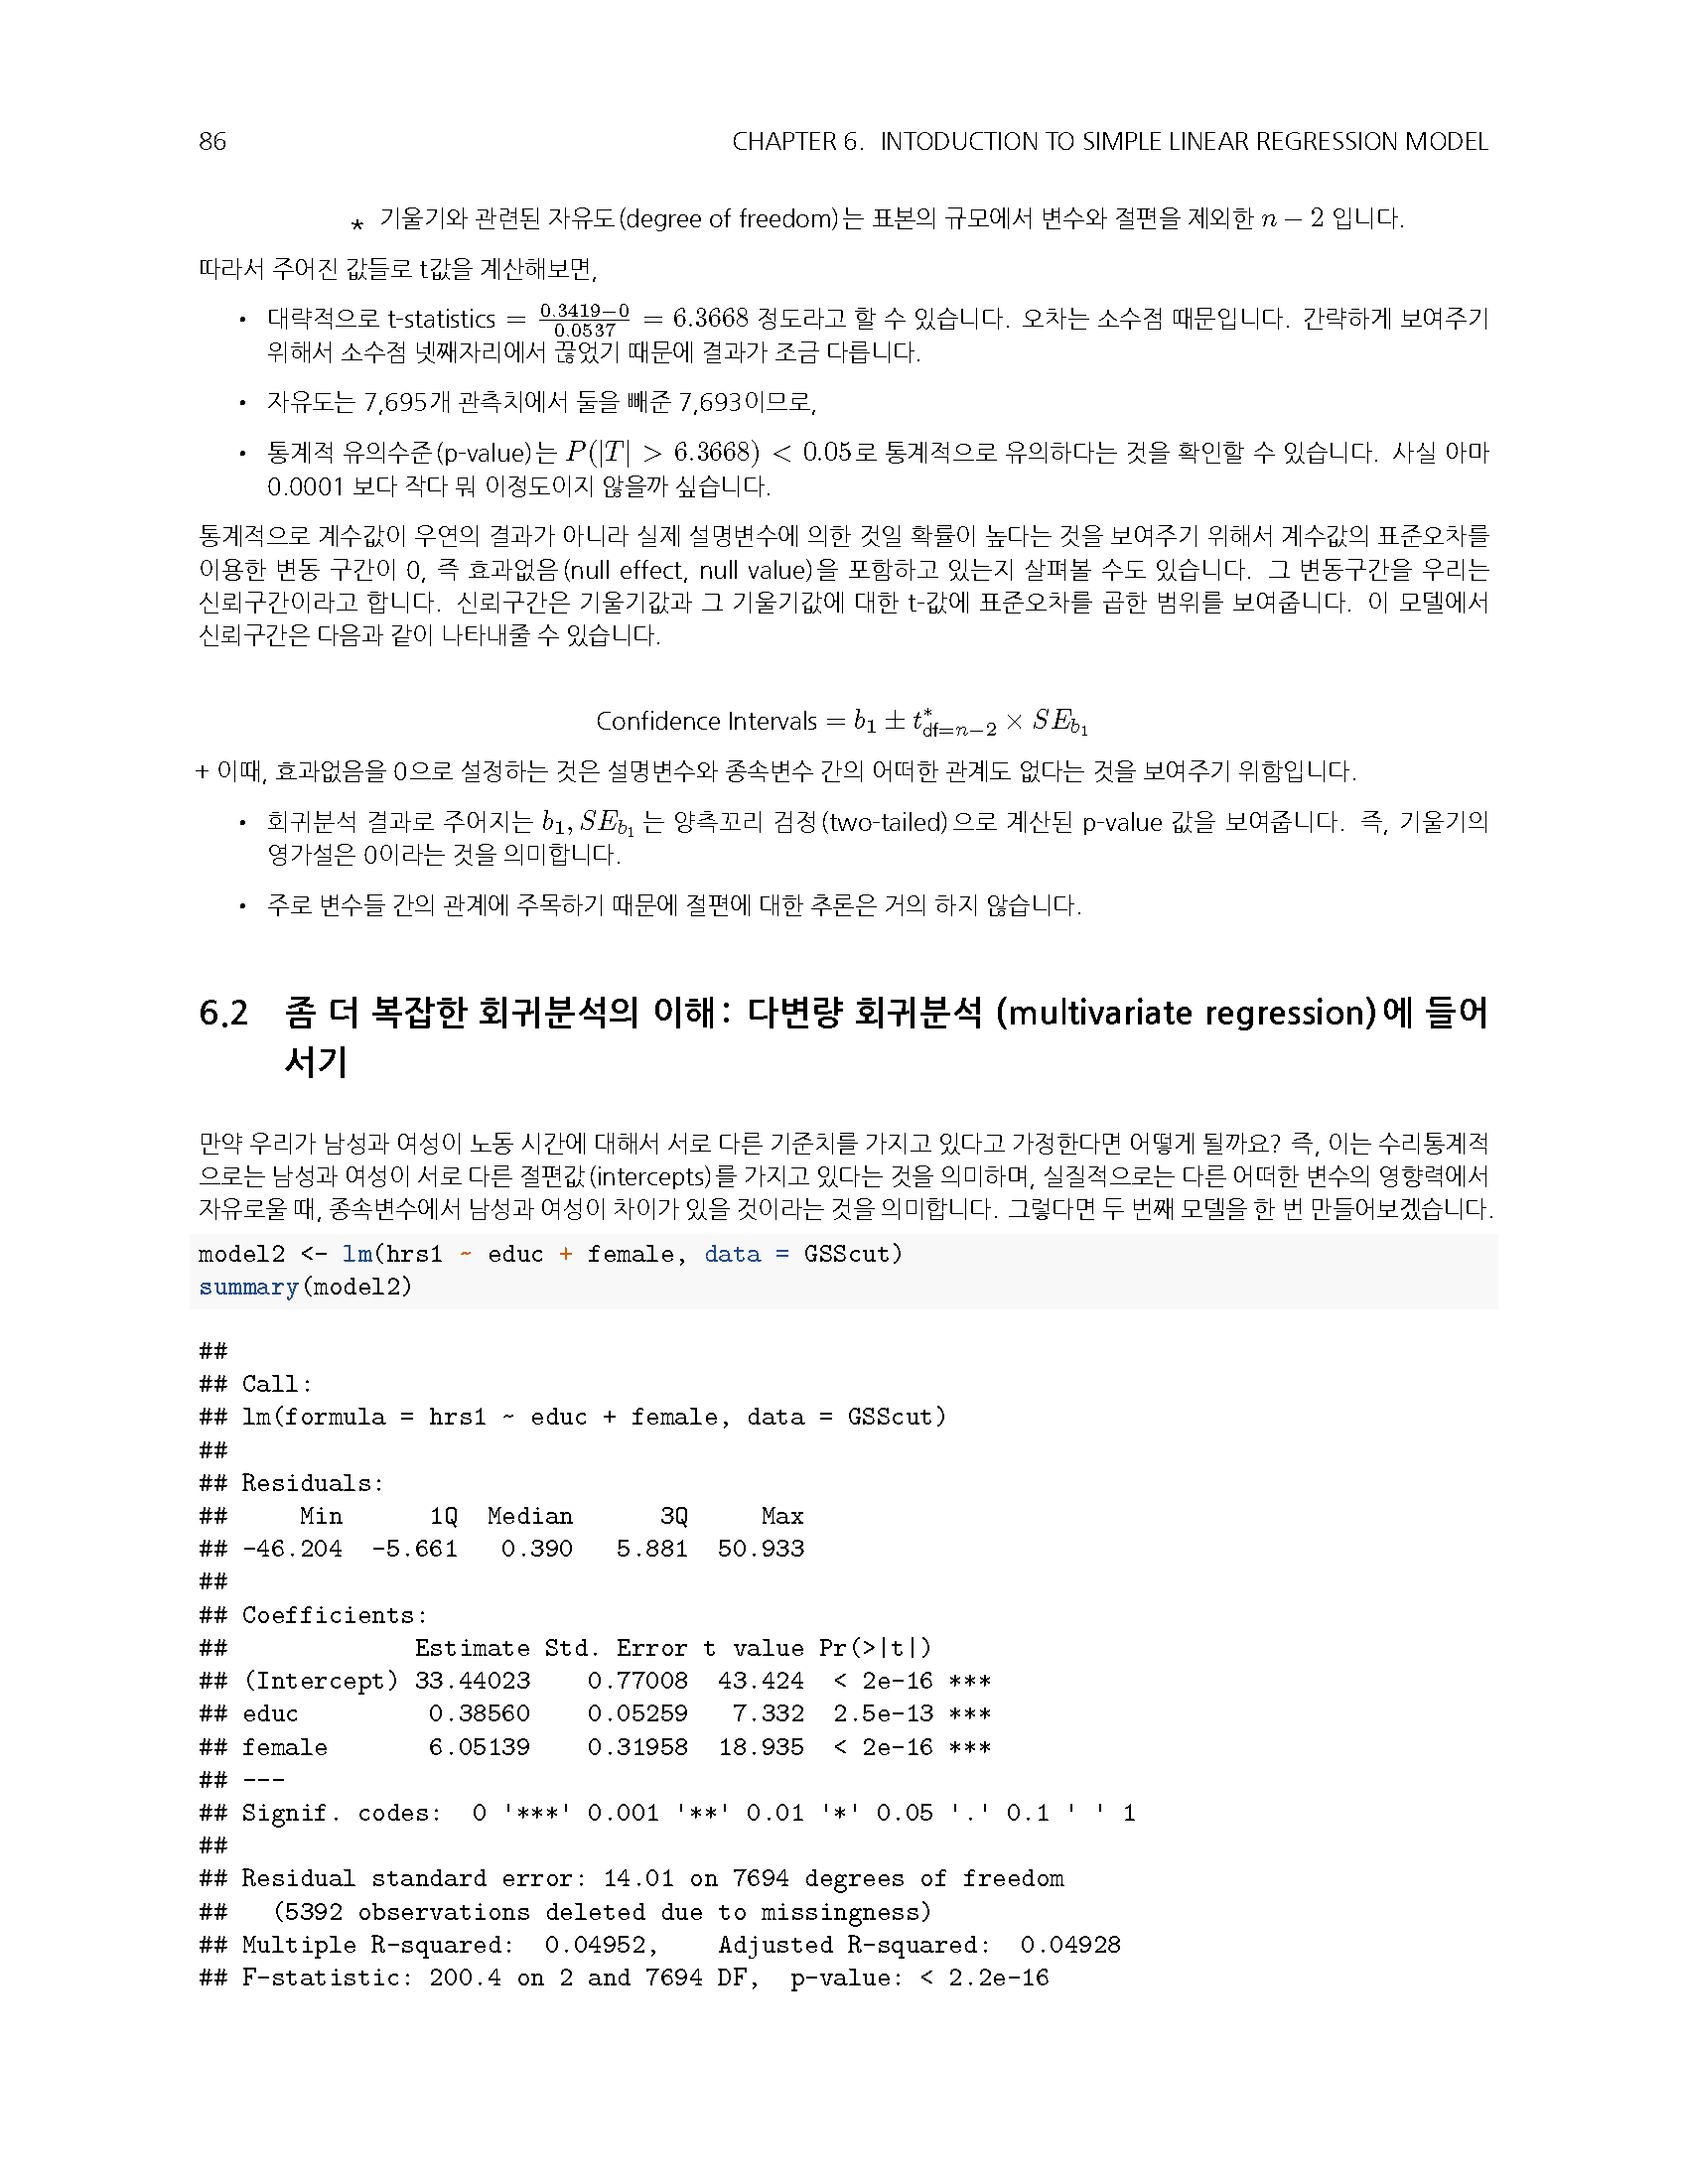 86 CHAPTER 6. INTODUCTION TO SIMPLE LINEAR REGRESSION MODEL
⋆ 기울기와 관련된 자유도(degree of freedom)는 표본의 규모에서 변수와 절편을 제외한 n − 2 입니다.
따라서 주어진 값들로 t값을 계산해보면,
• 대략적으로 t-statistics = (0.3419−0)/0.0537 = 6.3668 정도라고 할 수 있습니다. 오차는 소수점 때문입니다. 간략하게 보여주기
위해서 소수점 넷째자리에서 끊었기 때문에 결과가 조금 다릅니다.
• 자유도는 7,695개 관측치에서 둘을 빼준 7,693이므로,
• 통계적 유의수준(p-value)는 P(|T| > 6.3668) < 0.05로 통계적으로 유의하다는 것을 확인할 수 있습니다. 사실 아마
0.0001 보다 작다 뭐 이정도이지 않을까 싶습니다.
통계적으로 계수값이 우연의 결과가 아니라 실제 설명변수에 의한 것일 확률이 높다는 것을 보여주기 위해서 계수값의 표준오차를
이용한 변동 구간이 0, 즉 효과없음(null effect, null value)을 포함하고 있는지 살펴볼 수도 있습니다. 그 변동구간을 우리는
신뢰구간이라고 합니다. 신뢰구간은 기울기값과 그 기울기값에 대한 t-값에 표준오차를 곱한 범위를 보여줍니다. 이 모델에서
신뢰구간은 다음과 같이 나타내줄 수 있습니다.
Confidence Intervals = b₁ ± t*df=n−2 × SE_b₁
+ 이때, 효과없음을 0으로 설정하는 것은 설명변수와 종속변수 간의 어떠한 관계도 없다는 것을 보여주기 위함입니다.
• 회귀분석 결과로 주어지는 b₁, SE_b₁ 는 양측꼬리 검정(two-tailed)으로 계산된 p-value 값을 보여줍니다. 즉, 기울기의
영가설은 0이라는 것을 의미합니다.
• 주로 변수들 간의 관계에 주목하기 때문에 절편에 대한 추론은 거의 하지 않습니다.
6.2 좀 더 복잡한 회귀분석의 이해: 다변량 회귀분석 (multivariate regression)에 들어
서기
만약 우리가 남성과 여성이 노동 시간에 대해서 서로 다른 기준치를 가지고 있다고 가정한다면 어떻게 될까요? 즉, 이는 수리통계적
으로는 남성과 여성이 서로 다른 절편값(intercepts)를 가지고 있다는 것을 의미하며, 실질적으로는 다른 어떠한 변수의 영향력에서
자유로울 때, 종속변수에서 남성과 여성이 차이가 있을 것이라는 것을 의미합니다. 그렇다면 두 번째 모델을 한 번 만들어보겠습니다.
model2 <- lm(hrs1 ~ educ + female, data = GSScut)
summary(model2)
##
## Call:
## lm(formula = hrs1 ~ educ + female, data = GSScut)
##
## Residuals:
##     Min      1Q  Median      3Q     Max
## -46.204  -5.661   0.390   5.881  50.933
##
## Coefficients:
##             Estimate Std. Error t value Pr(>|t|)
## (Intercept) 33.44023    0.77008  43.424  < 2e-16 ***
## educ         0.38560    0.05259   7.332  2.5e-13 ***
## female       6.05139    0.31958  18.935  < 2e-16 ***
## ---
## Signif. codes:  0 '***' 0.001 '**' 0.01 '*' 0.05 '.' 0.1 ' ' 1
##
## Residual standard error: 14.01 on 7694 degrees of freedom
##   (5392 observations deleted due to missingness)
## Multiple R-squared:  0.04952,    Adjusted R-squared:  0.04928
## F-statistic: 200.4 on 2 and 7694 DF,  p-value: < 2.2e-16